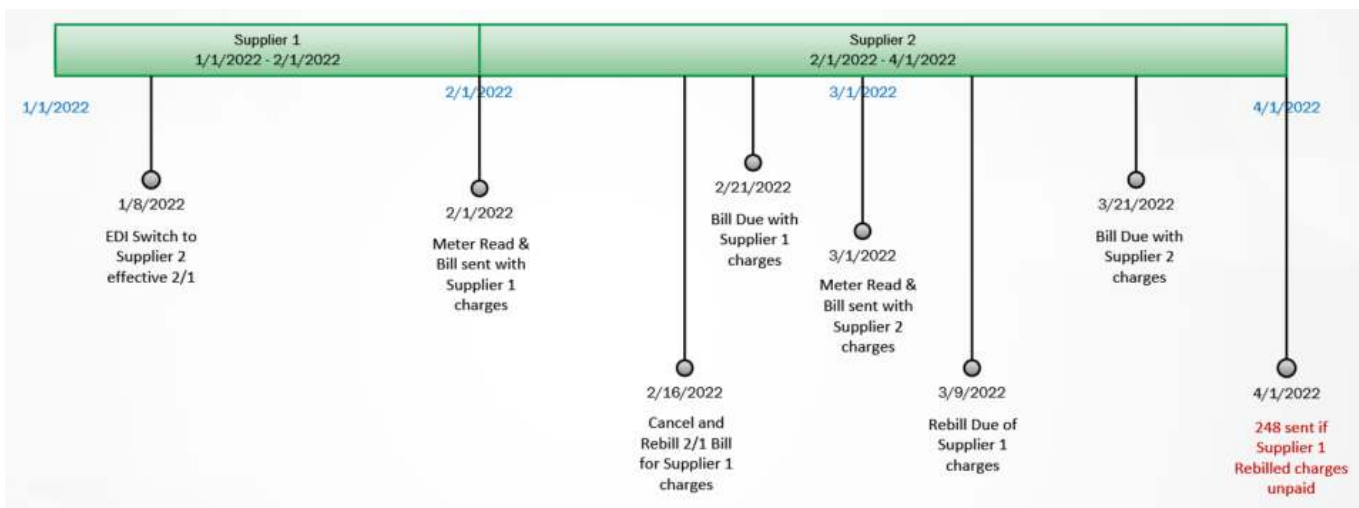 Supplier 1
1/1/2022 - 2/1/2022
Supplier 2
2/1/2022 - 4/1/2022
1/1/2022
2/1/2022
3/1/2022
4/1/2022
1/8/2022
EDI Switch to
Supplier 2
effective 2/1
2/1/2022
Meter Read &
Bill sent with
Supplier 1
charges
2/16/2022
Cancel and
Rebill 2/1 Bill
for Supplier 1
charges
2/21/2022
Bill Due with
Supplier 1
charges
3/1/2022
Meter Read &
Bill sent with
Supplier 2
charges
3/9/2022
Rebill Due of
Supplier 1
charges
3/21/2022
Bill Due with
Supplier 2
charges
4/1/2022
248 sent if
Supplier 1
Rebilled charges
unpaid